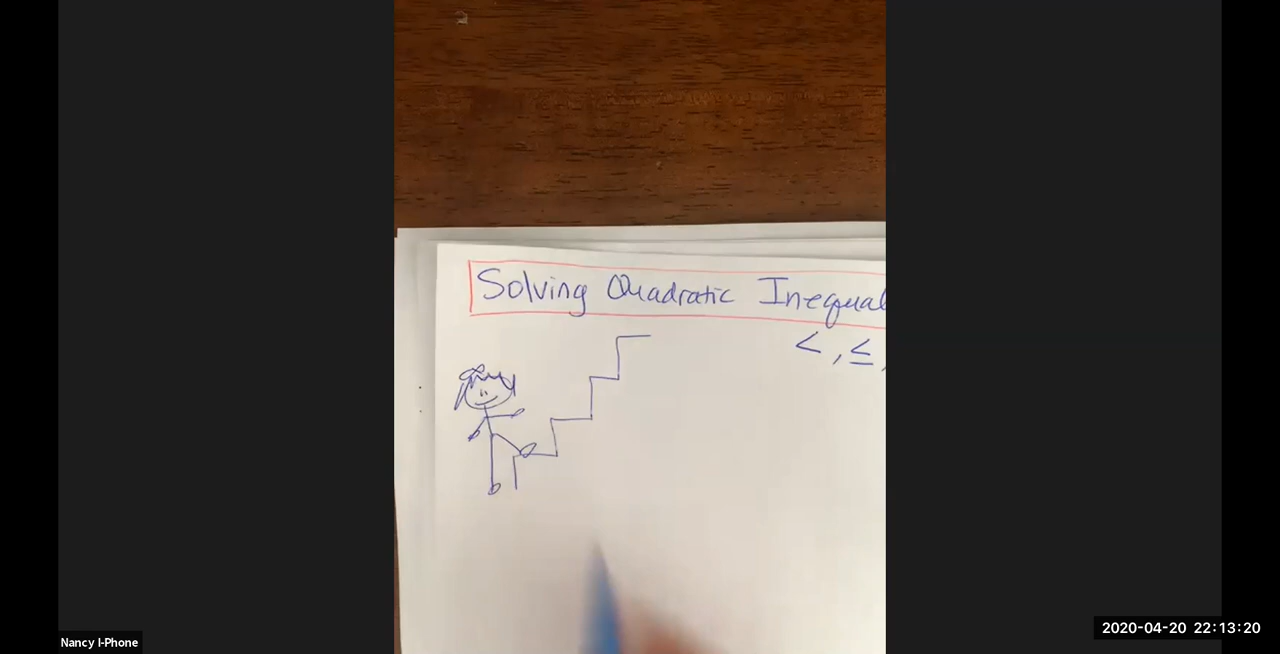 Solving Quadratic Inequal
<, ≤,
Nancy I-Phone
2020-04-20 22:13:20